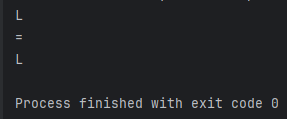 L
=
L
Process finished with exit code 0